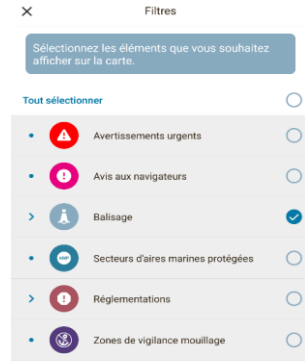 Filtres
Sélectionnez les éléments que vous souhaitez
afficher sur la carte.
Tout sélectionner
Avertissements urgents
Avis aux navigateurs
Balisage
Secteurs d'aires marines protégées
Réglementations
Zones de vigilance mouillage